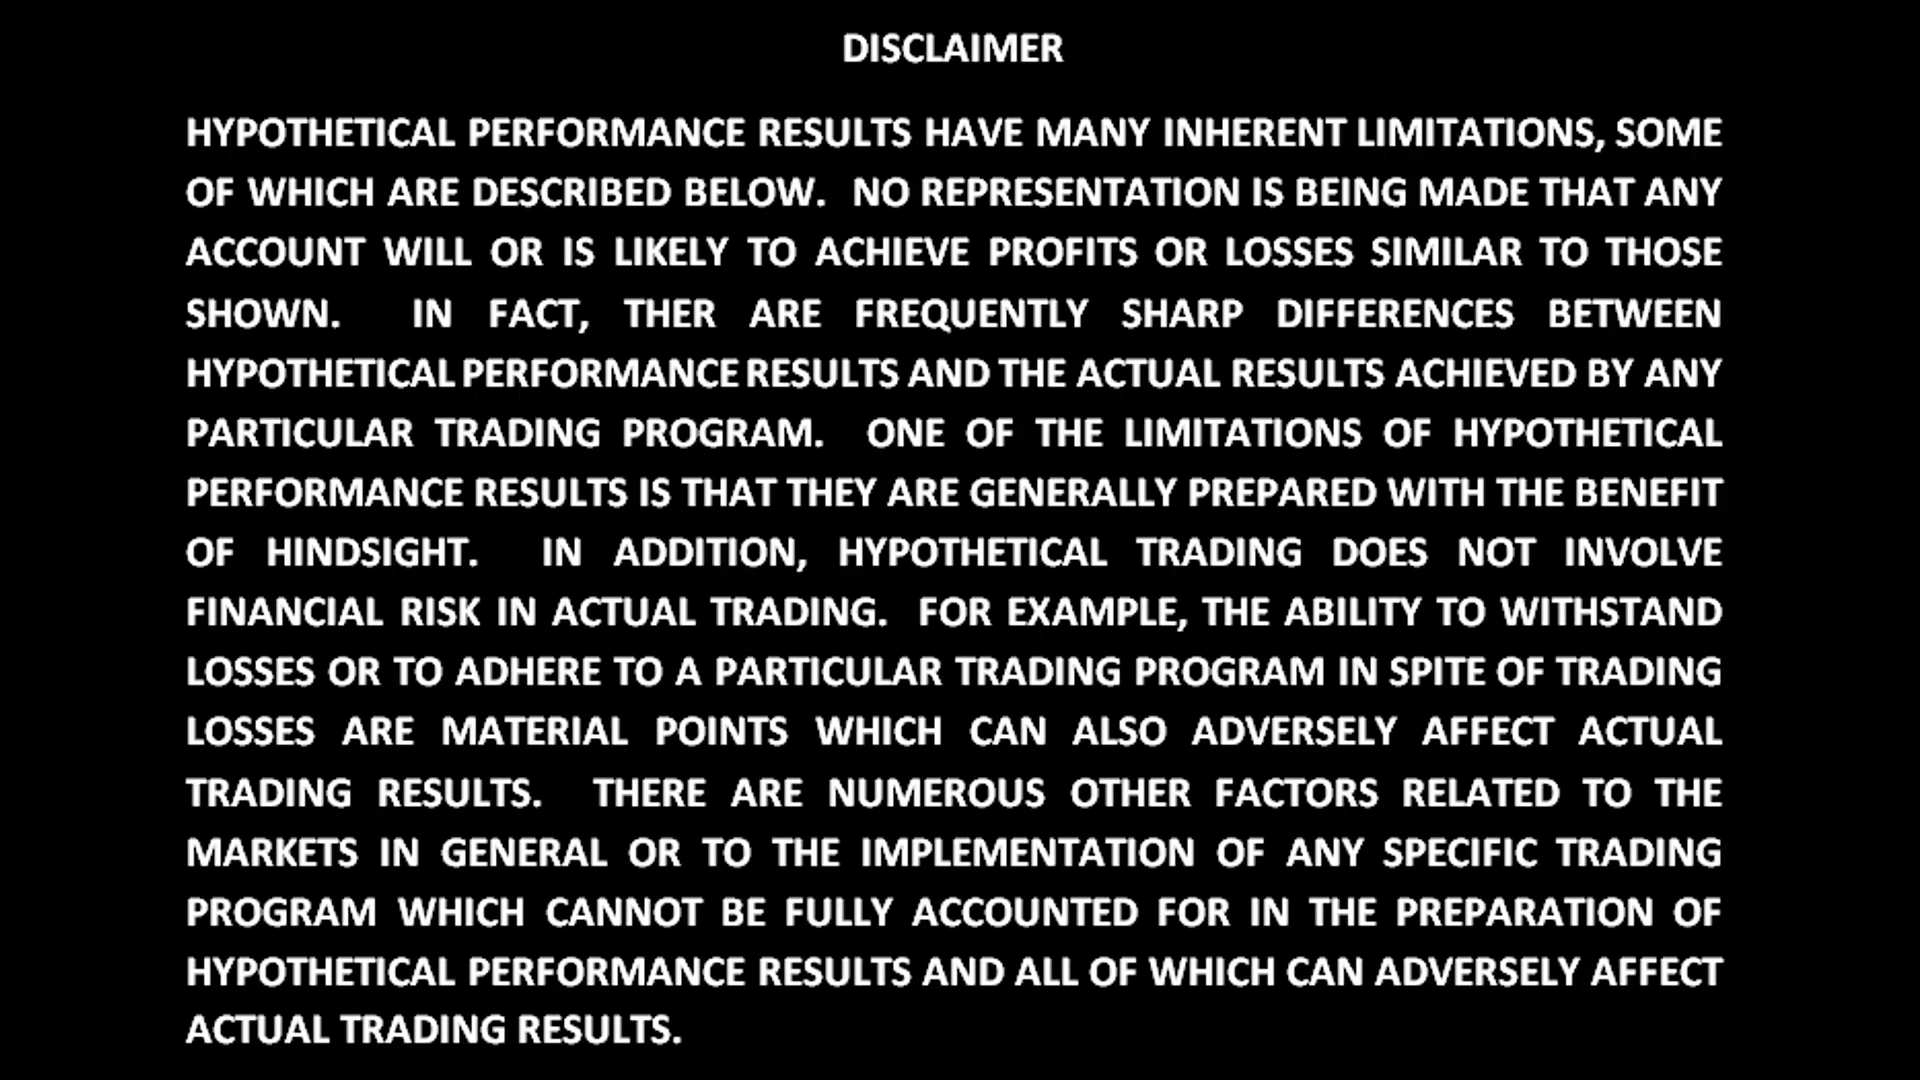 DISCLAIMER
HYPOTHETICAL PERFORMANCE RESULTS HAVE MANY INHERENT LIMITATIONS, SOME
OF WHICH ARE DESCRIBED BELOW.  NO REPRESENTATION IS BEING MADE THAT ANY
ACCOUNT WILL OR IS LIKELY TO ACHIEVE PROFITS OR LOSSES SIMILAR TO THOSE
SHOWN.  IN FACT, THER ARE FREQUENTLY SHARP DIFFERENCES BETWEEN
HYPOTHETICAL PERFORMANCE RESULTS AND THE ACTUAL RESULTS ACHIEVED BY ANY
PARTICULAR TRADING PROGRAM.  ONE OF THE LIMITATIONS OF HYPOTHETICAL
PERFORMANCE RESULTS IS THAT THEY ARE GENERALLY PREPARED WITH THE BENEFIT
OF HINDSIGHT.  IN ADDITION, HYPOTHETICAL TRADING DOES NOT INVOLVE
FINANCIAL RISK IN ACTUAL TRADING.  FOR EXAMPLE, THE ABILITY TO WITHSTAND
LOSSES OR TO ADHERE TO A PARTICULAR TRADING PROGRAM IN SPITE OF TRADING
LOSSES ARE MATERIAL POINTS WHICH CAN ALSO ADVERSELY AFFECT ACTUAL
TRADING RESULTS.  THERE ARE NUMEROUS OTHER FACTORS RELATED TO THE
MARKETS IN GENERAL OR TO THE IMPLEMENTATION OF ANY SPECIFIC TRADING
PROGRAM WHICH CANNOT BE FULLY ACCOUNTED FOR IN THE PREPARATION OF
HYPOTHETICAL PERFORMANCE RESULTS AND ALL OF WHICH CAN ADVERSELY AFFECT
ACTUAL TRADING RESULTS.